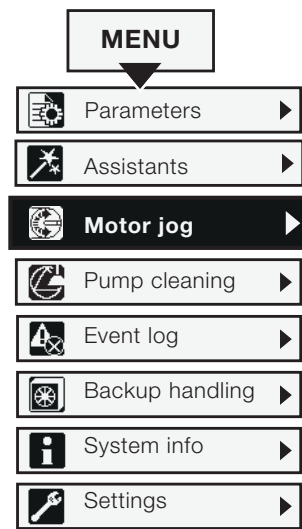 MENU
Parameters
Assistants
Motor jog
Pump cleaning
Event log
Backup handling
System info
Settings